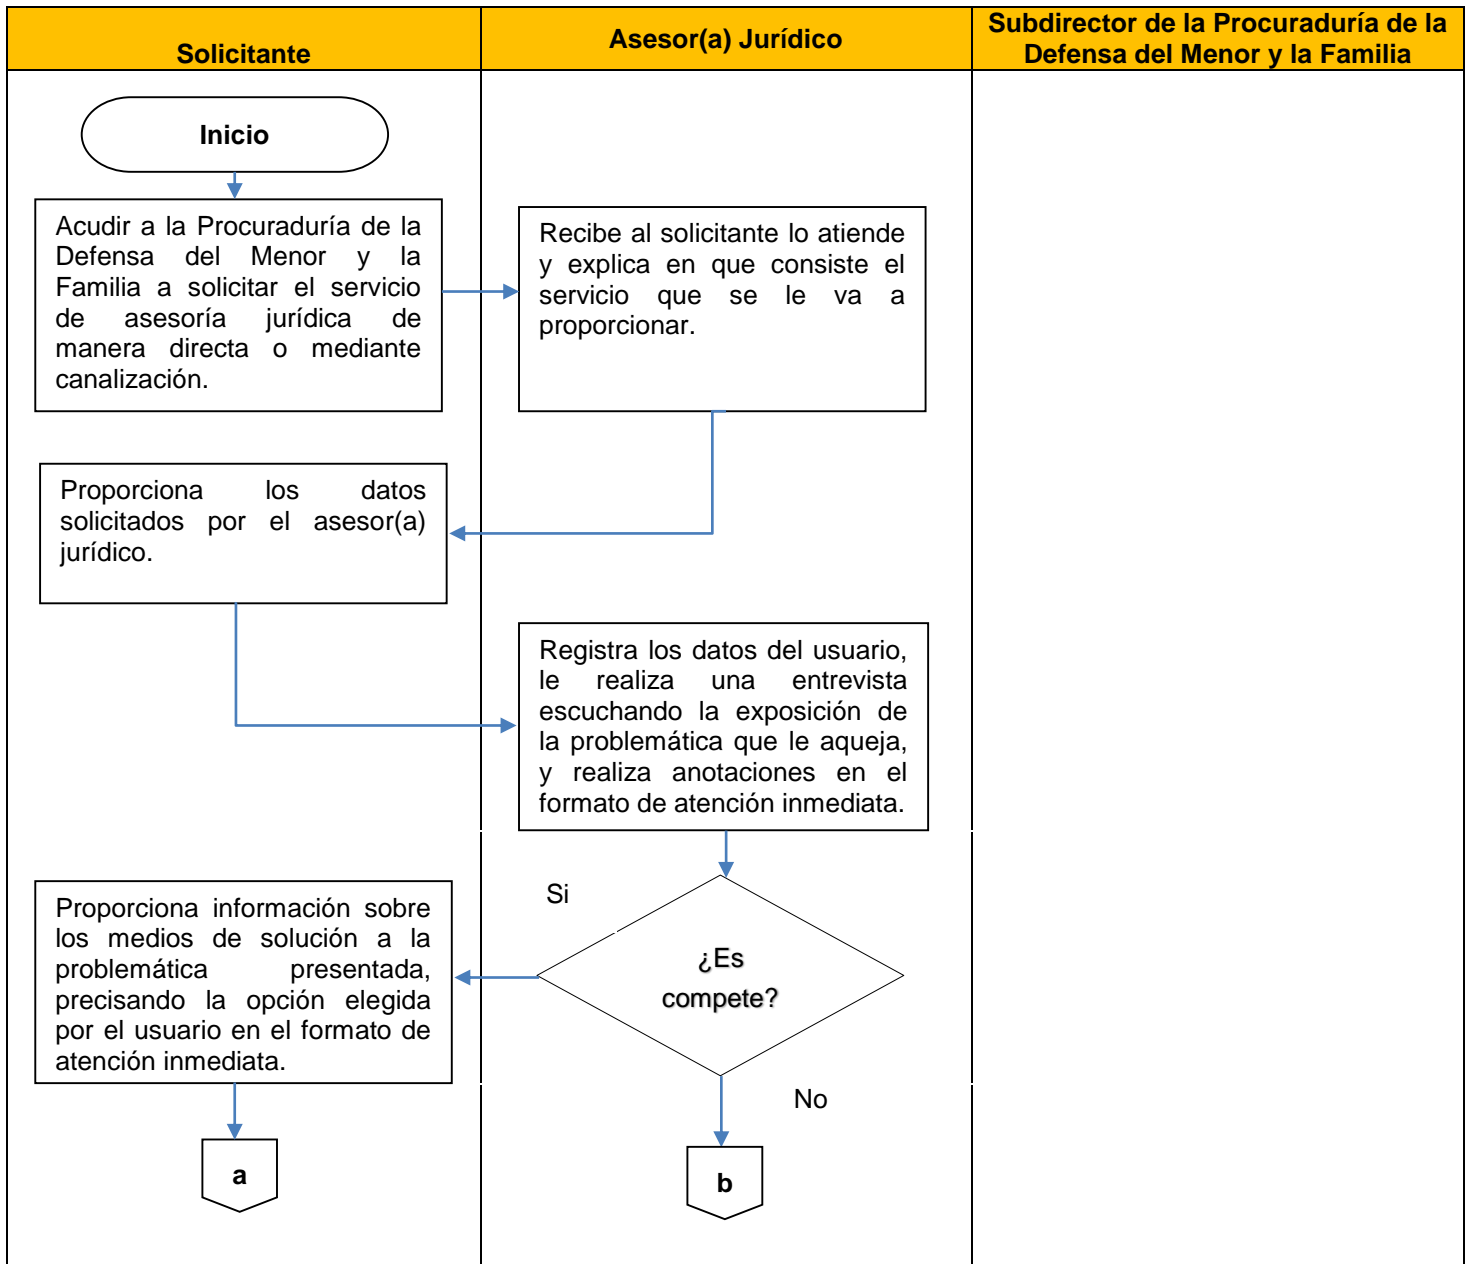 Solicitante
Asesor(a) Jurídico
Subdirector de la Procuraduría de la
Defensa del Menor y la Familia
Inicio
Acudir a la Procuraduría de la
Defensa del Menor y la
Familia a solicitar el servicio
de asesoría jurídica de
manera directa o mediante
canalización.
Recibe al solicitante lo atiende
y explica en que consiste el
servicio que se le va a
proporcionar.
Proporciona los datos
solicitados por el asesor(a)
jurídico.
Registra los datos del usuario,
le realiza una entrevista
escuchando la exposición de
la problemática que le aqueja,
y realiza anotaciones en el
formato de atención inmediata.
Si
¿Es
compete?
Proporciona información sobre
los medios de solución a la
problemática presentada,
precisando la opción elegida
por el usuario en el formato de
atención inmediata.
No
a
b